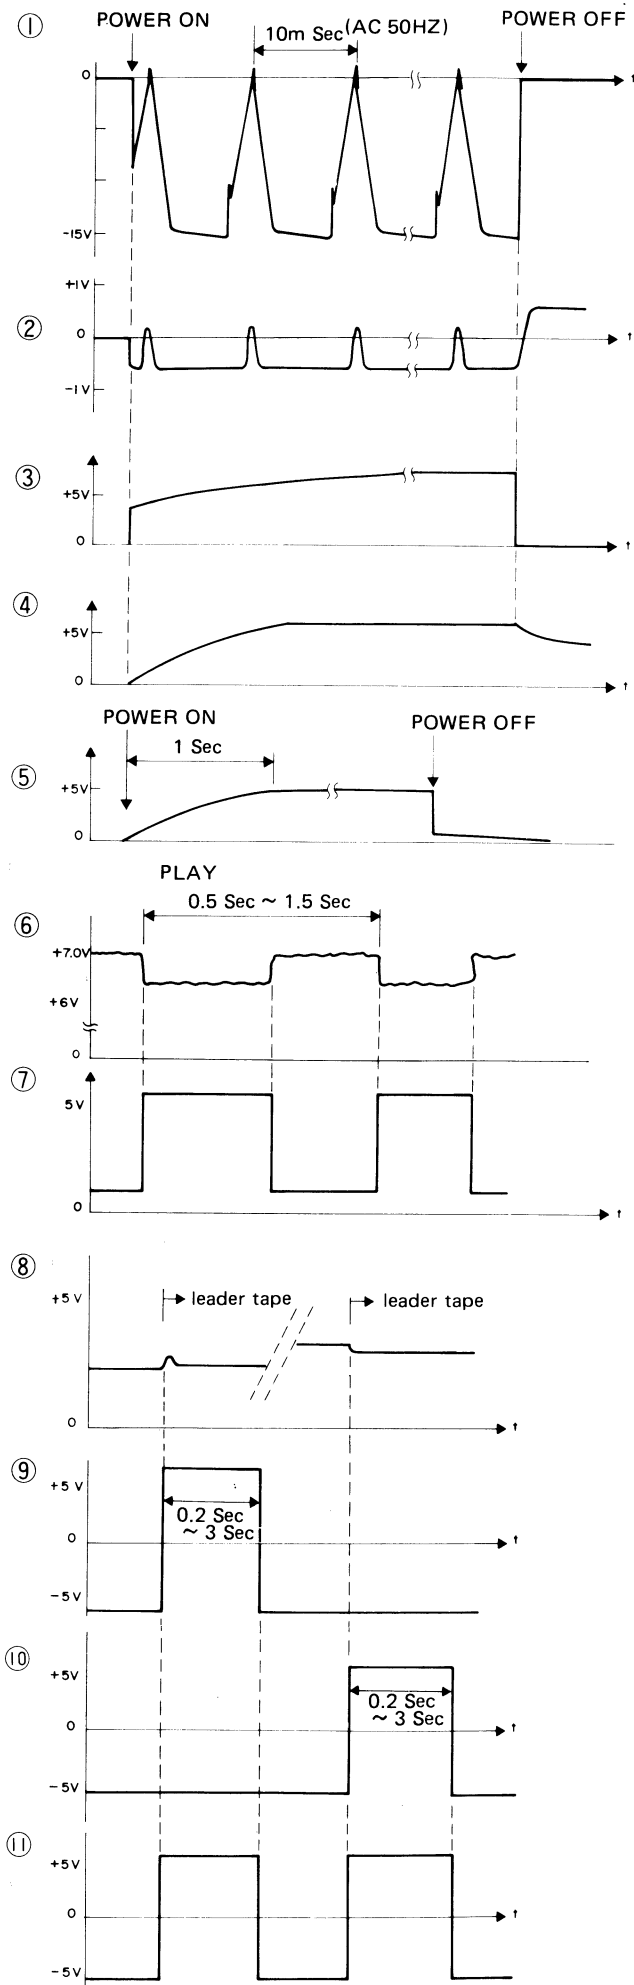 ①
POWER ON
10m Sec (AC 50HZ)
POWER OFF
0
t
-15V
②
+1V
0
t
-1V
③
+5V
0
t
④
+5V
0
t
POWER ON
POWER OFF
⑤
1 Sec
+5V
0
PLAY
⑥
0.5 Sec ~ 1.5 Sec
+7.0V
+6V
0
⑦
5V
0
t
⑧
+5 V
leader tape
leader tape
0
t
⑨
+5 V
0.2 Sec
~ 3 Sec
0
t
-5V
⑩
+5V
0.2 Sec
~ 3 Sec
0
t
-5V
⑪
+5V
0
t
-5V